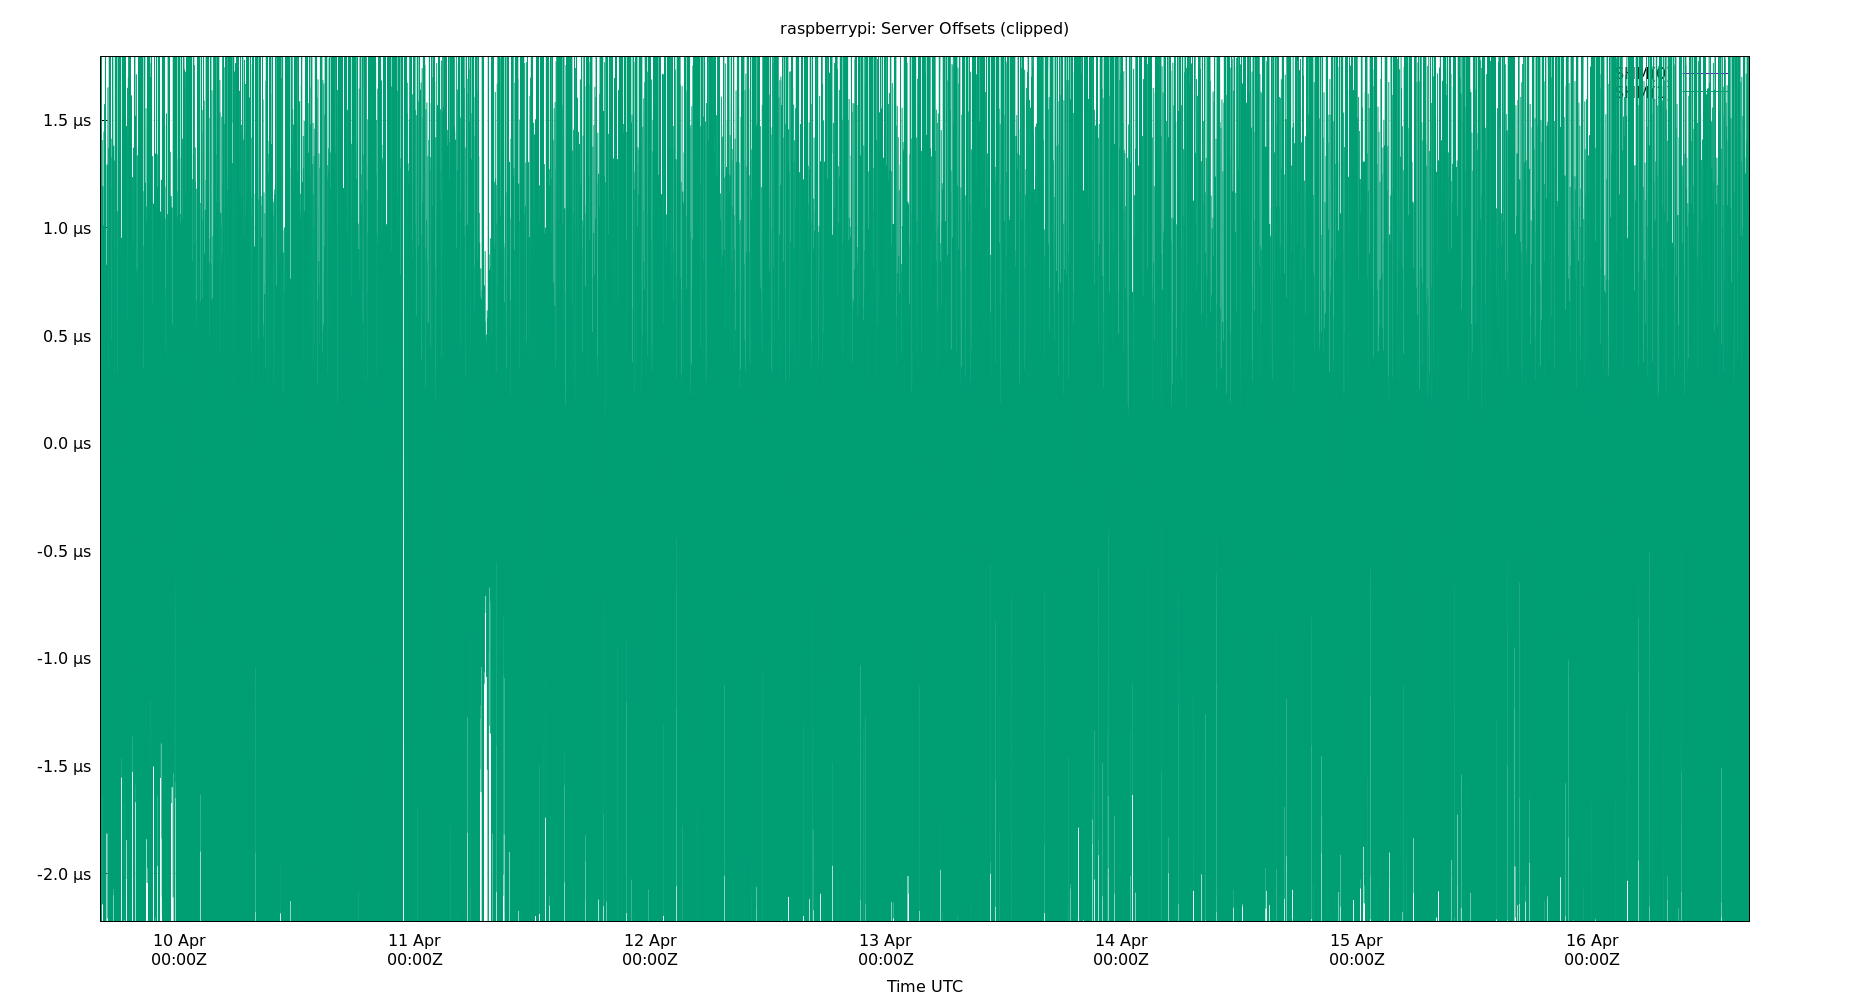 raspberrypi: Server Offsets (clipped)
SHM(0)
1.5 µs
1.0 µs
0.5 µs
0.0 µs
-0.5 µs
-1.0 µs
-1.5 µs
-2.0 µs
10 Apr 11 Apr 12 Apr 13 Apr 14 Apr 15 Apr 16 Apr
00:00Z 00:00Z 00:00Z 00:00Z 00:00Z 00:00Z 00:00Z
Time UTC